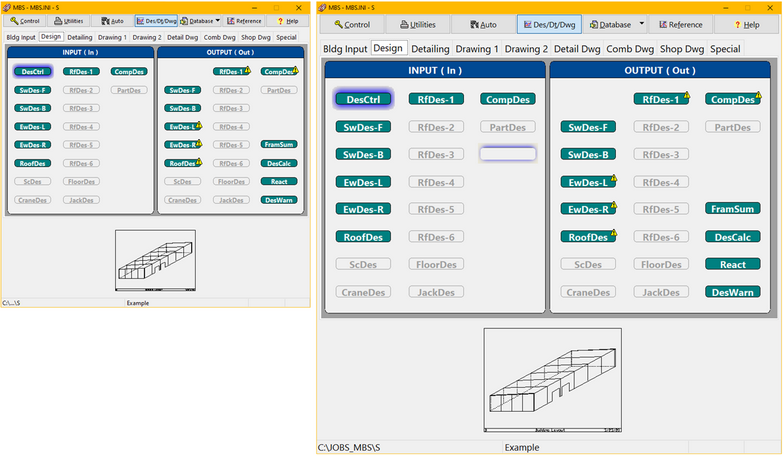 MBS - MBS.INI - S
Control Utilities Auto Des/Dt/Dwg Database Reference Help
Bldg Input Design Detailing Drawing 1 Drawing 2 Detail Dwg Comb Dwg Shop Dwg Special
INPUT ( In ) OUTPUT ( Out )
DesCtrl RfDes-1 CompDes RfDes-1 CompDes
SwDes-F RfDes-2 PartDes SwDes-F RfDes-2 PartDes
SwDes-B RfDes-3 SwDes-B RfDes-3
EwDes-L RfDes-4 EwDes-L RfDes-4
EwDes-R RfDes-5 EwDes-R RfDes-5 FramSum
RoofDes RfDes-6 RoofDes RfDes-6 DesCalc
ScDes FloorDes ScDes FloorDes React
CraneDes JackDes CraneDes JackDes DesWarn
C:\...\S Example
MBS - MBS.INI - S
Control Utilities Auto Des/Dt/Dwg Database Reference Help
Bldg Input Design Detailing Drawing 1 Drawing 2 Detail Dwg Comb Dwg Shop Dwg Special
INPUT ( In ) OUTPUT ( Out )
DesCtrl RfDes-1 CompDes RfDes-1 CompDes
SwDes-F RfDes-2 PartDes SwDes-F RfDes-2 PartDes
SwDes-B RfDes-3 SwDes-B RfDes-3
EwDes-L RfDes-4 EwDes-L RfDes-4
EwDes-R RfDes-5 EwDes-R RfDes-5 FramSum
RoofDes RfDes-6 RoofDes RfDes-6 DesCalc
ScDes FloorDes ScDes FloorDes React
CraneDes JackDes CraneDes JackDes DesWarn
Layout
C:\JOBS_MBS\S Example